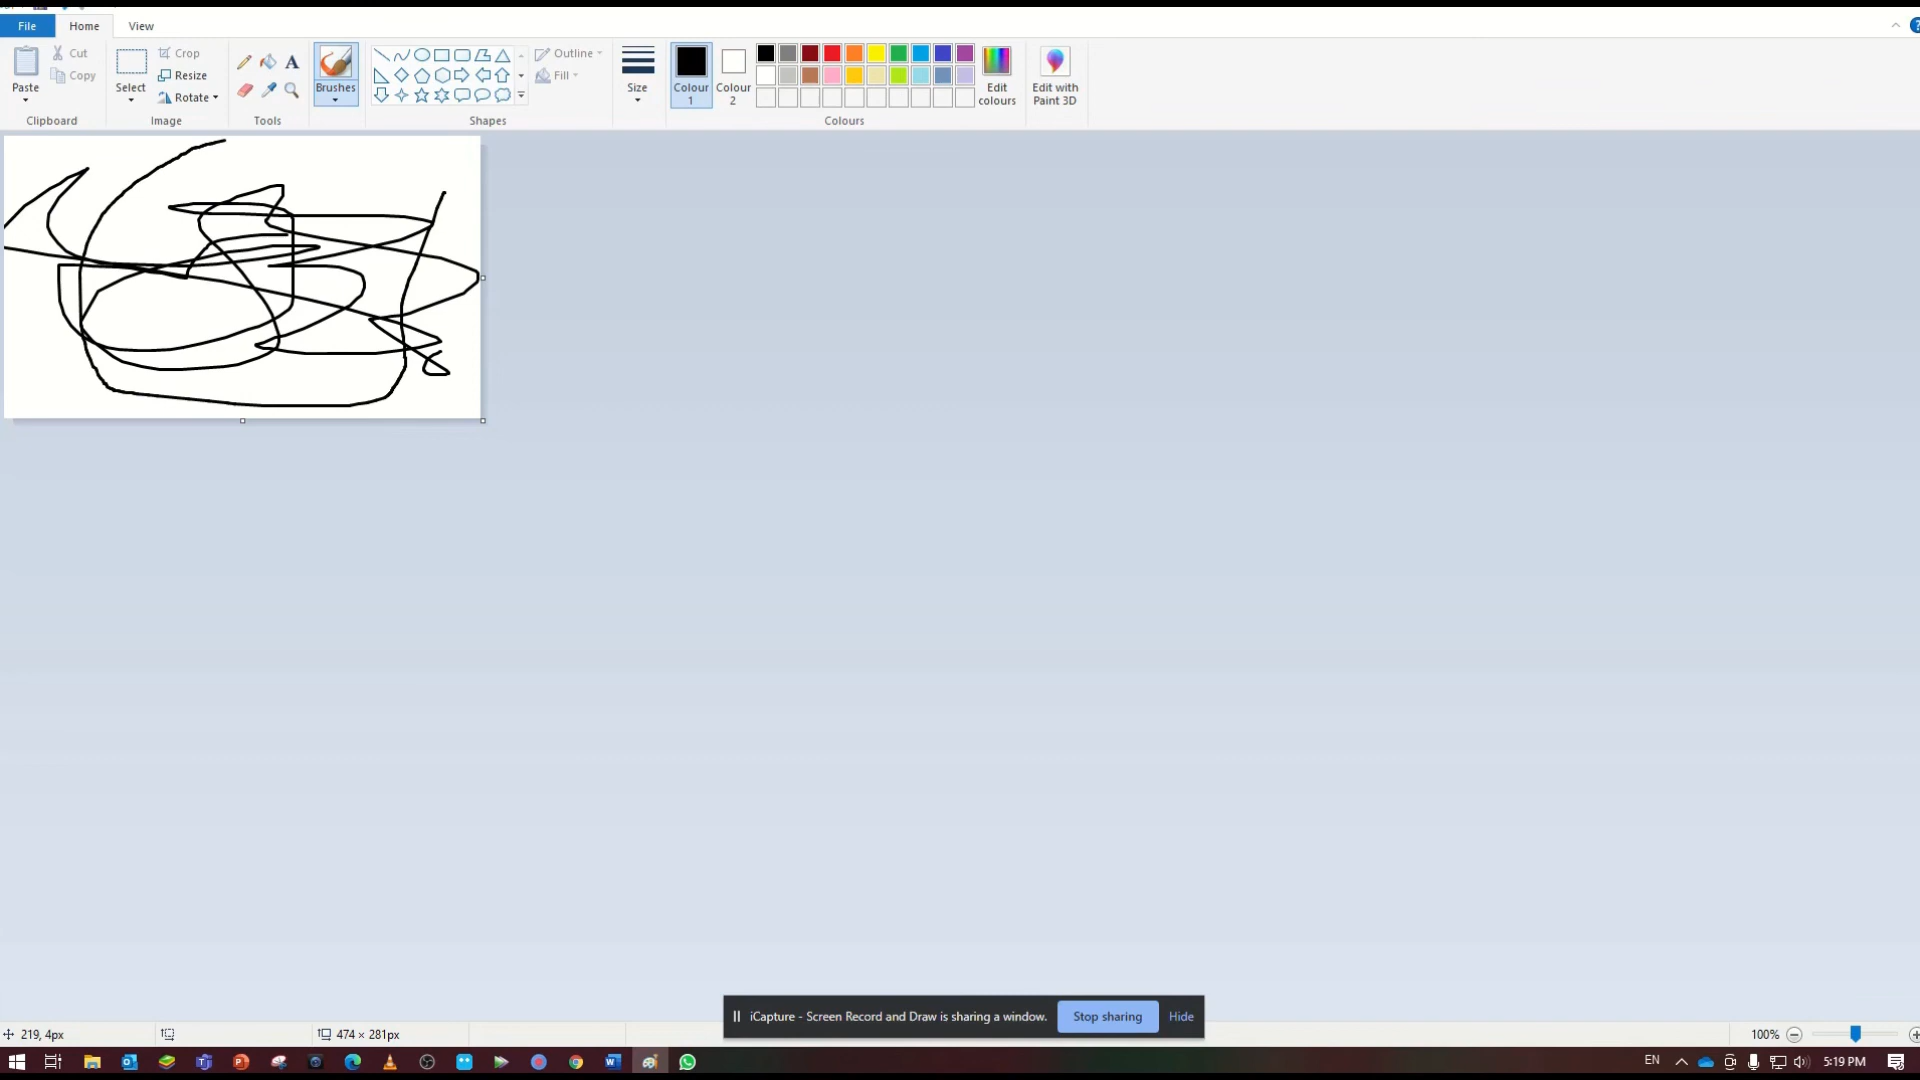 File Home View
Cut
Copy
Paste
Clipboard
Select
Crop
Resize
Rotate
Image
A
Tools
Brushes
Shapes
Outline
Fill
Size
Colour
1
Colour
2
Edit
colours
Colours
Edit with
Paint 3D
iCapture - Screen Record and Draw is sharing a window. Stop sharing Hide
219, 4px 474 × 281px 100%
EN 5:19 PM